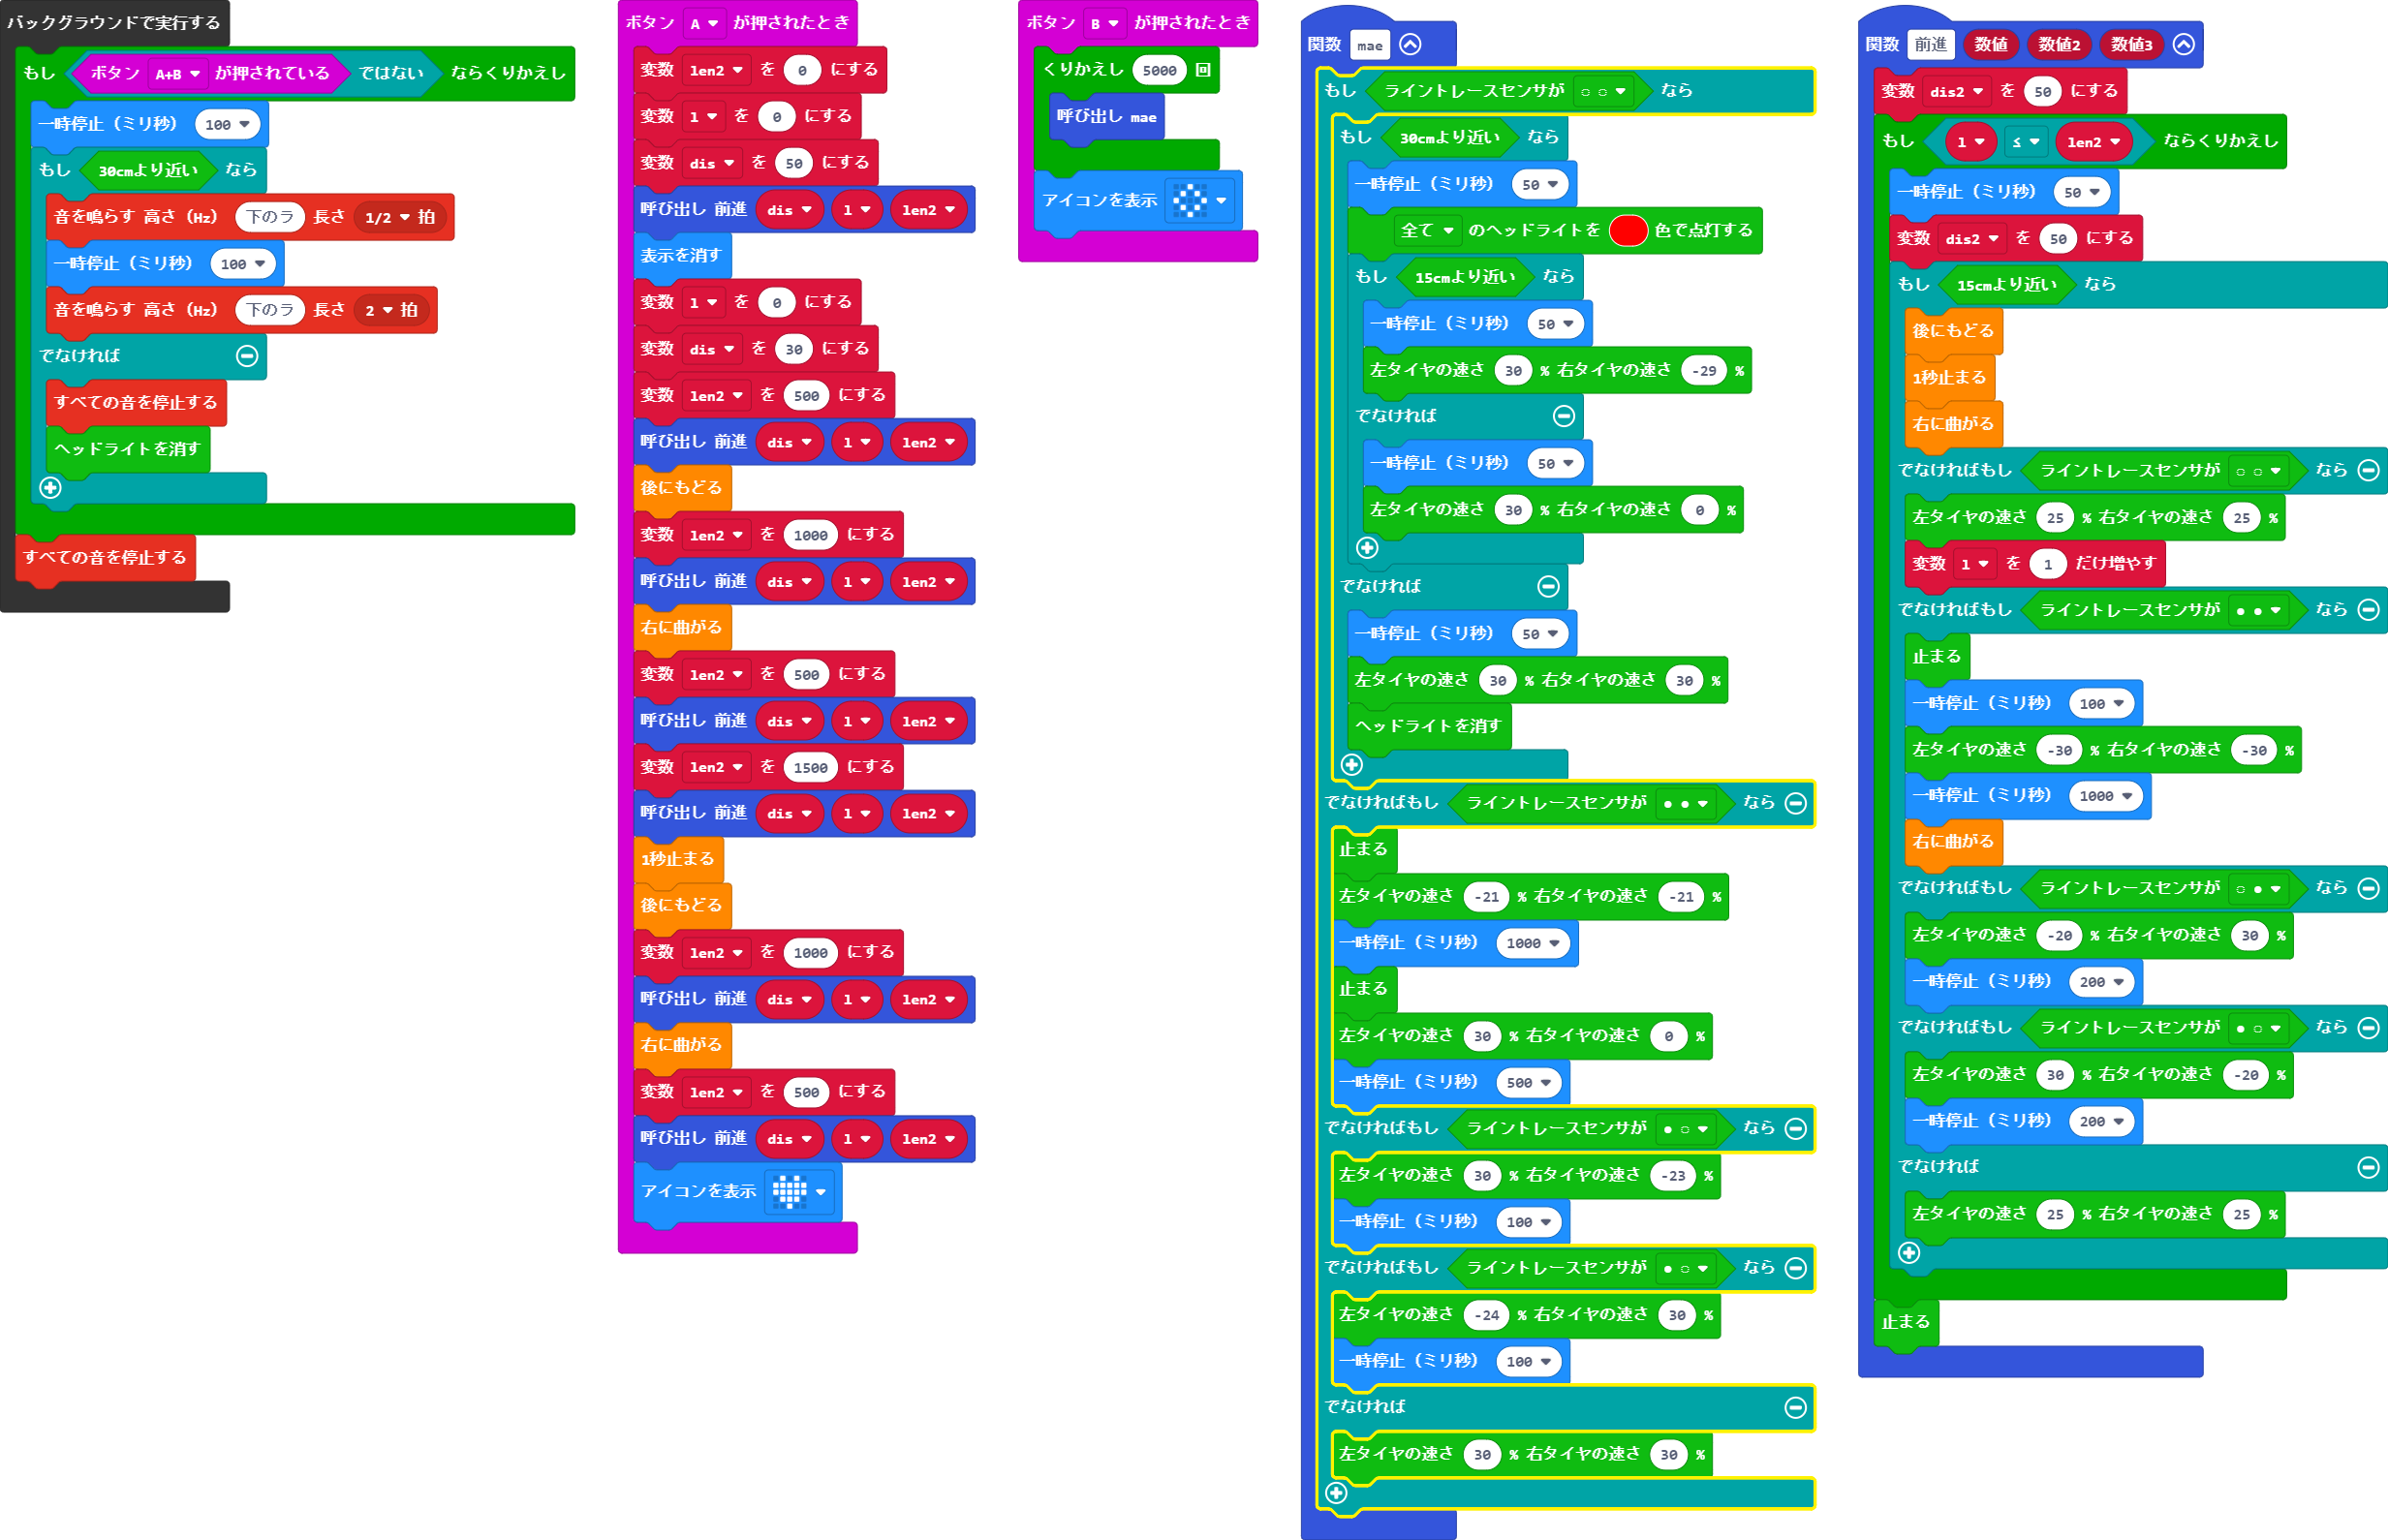 バックグラウンドで実行する
もし ボタン A+B が押されている ではない ならくりかえし
一時停止（ミリ秒） 100
もし 30cmより近い なら
音を鳴らす 高さ（Hz） 下のラ 長さ 1/2 拍
一時停止（ミリ秒） 100
音を鳴らす 高さ（Hz） 下のラ 長さ 2 拍
でなければ
すべての音を停止する
ヘッドライトを消す
すべての音を停止する
ボタン A が押されたとき
変数 len2 を 0 にする
変数 l を 0 にする
変数 dis を 50 にする
呼び出し 前進 dis l len2
表示を消す
変数 l を 0 にする
変数 dis を 30 にする
変数 len2 を 500 にする
呼び出し 前進 dis l len2
後にもどる
変数 len2 を 1000 にする
呼び出し 前進 dis l len2
右に曲がる
変数 len2 を 500 にする
呼び出し 前進 dis l len2
変数 len2 を 1500 にする
呼び出し 前進 dis l len2
1秒止まる
後にもどる
変数 len2 を 1000 にする
呼び出し 前進 dis l len2
右に曲がる
変数 len2 を 500 にする
呼び出し 前進 dis l len2
アイコンを表示
ボタン B が押されたとき
くりかえし 5000 回
呼び出し mae
アイコンを表示
関数 mae
もし ライントレースセンサが ○ ○ なら
もし 30cmより近い なら
一時停止（ミリ秒） 50
全て のヘッドライトを 色で点灯する
もし 15cmより近い なら
一時停止（ミリ秒） 50
左タイヤの速さ 30 % 右タイヤの速さ -29 %
でなければ
一時停止（ミリ秒） 50
左タイヤの速さ 30 % 右タイヤの速さ 0 %
でなければ
一時停止（ミリ秒） 50
左タイヤの速さ 30 % 右タイヤの速さ 30 %
ヘッドライトを消す
でなければもし ライントレースセンサが ● ● なら
止まる
左タイヤの速さ -21 % 右タイヤの速さ -21 %
一時停止（ミリ秒） 1000
止まる
左タイヤの速さ 30 % 右タイヤの速さ 0 %
一時停止（ミリ秒） 500
でなければもし ライントレースセンサが ● ○ なら
左タイヤの速さ 30 % 右タイヤの速さ -23 %
一時停止（ミリ秒） 100
でなければもし ライントレースセンサが ● ○ なら
左タイヤの速さ -24 % 右タイヤの速さ 30 %
一時停止（ミリ秒） 100
でなければ
左タイヤの速さ 30 % 右タイヤの速さ 30 %
関数 前進 数値 数値2 数値3
変数 dis2 を 50 にする
もし l ≤ len2 ならくりかえし
一時停止（ミリ秒） 50
変数 dis2 を 50 にする
もし 15cmより近い なら
後にもどる
1秒止まる
右に曲がる
でなければもし ライントレースセンサが ○ ○ なら
左タイヤの速さ 25 % 右タイヤの速さ 25 %
変数 l を 1 だけ増やす
でなければもし ライントレースセンサが ● ● なら
止まる
一時停止（ミリ秒） 100
左タイヤの速さ -30 % 右タイヤの速さ -30 %
一時停止（ミリ秒） 1000
右に曲がる
でなければもし ライントレースセンサが ○ ● なら
左タイヤの速さ -20 % 右タイヤの速さ 30 %
一時停止（ミリ秒） 200
でなければもし ライントレースセンサが ● ○ なら
左タイヤの速さ 30 % 右タイヤの速さ -20 %
一時停止（ミリ秒） 200
でなければ
左タイヤの速さ 25 % 右タイヤの速さ 25 %
止まる